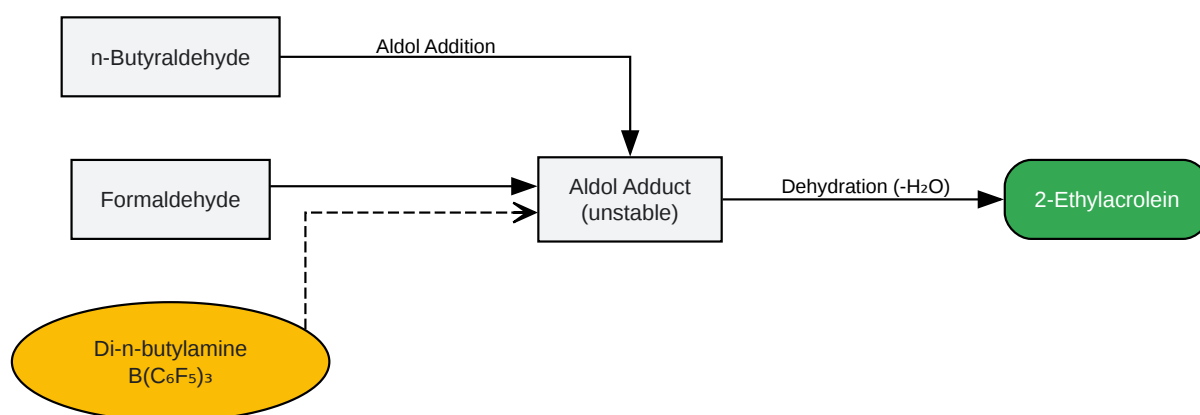 n-Butyraldehyde
Aldol Addition
Formaldehyde
Aldol Adduct
(unstable)
Dehydration (-H₂O)
2-Ethylacrolein
Di-n-butylamine
B(C₆F₅)₃